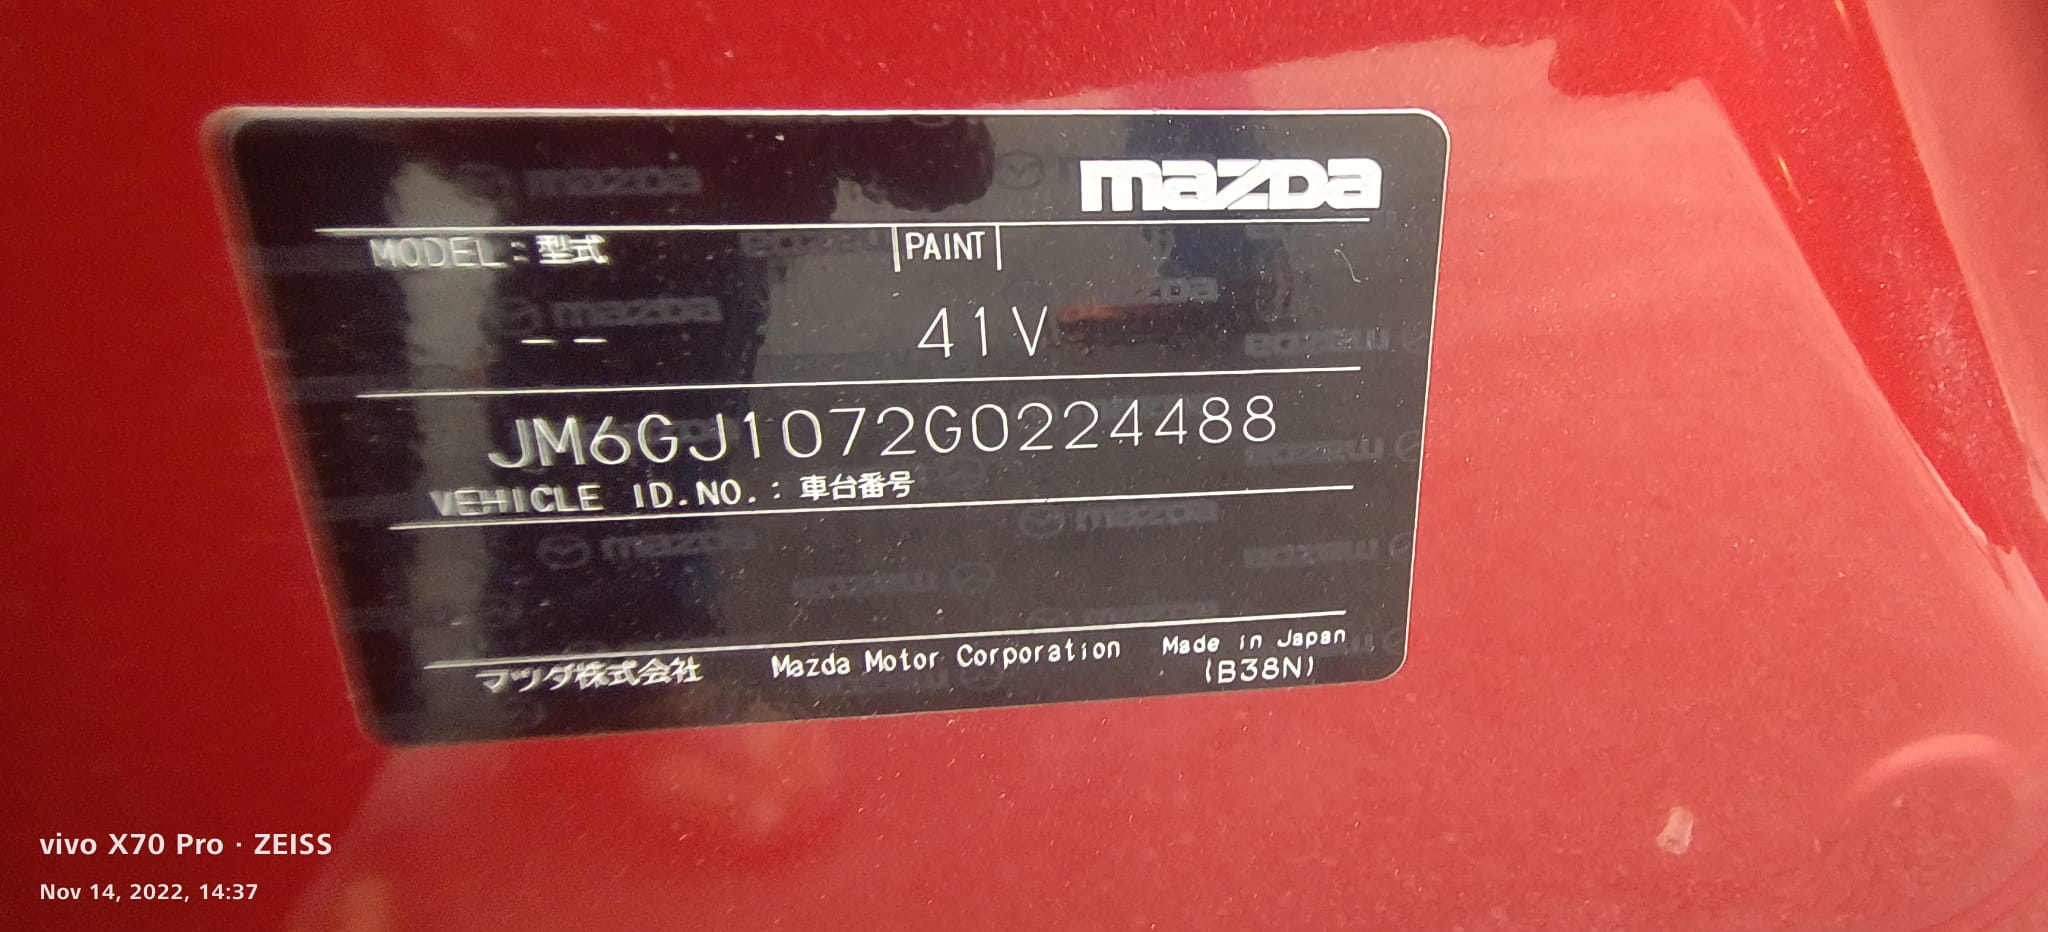 mazda
MODEL:型式
PAINT
--
41V
JM6GJ1072G0224488
VEHICLE ID.NO.:車台番号
マツダ株式会社 Mazda Motor Corporation Made in Japan
(B38N)
vivo X70 Pro · ZEISS
Nov 14, 2022, 14:37